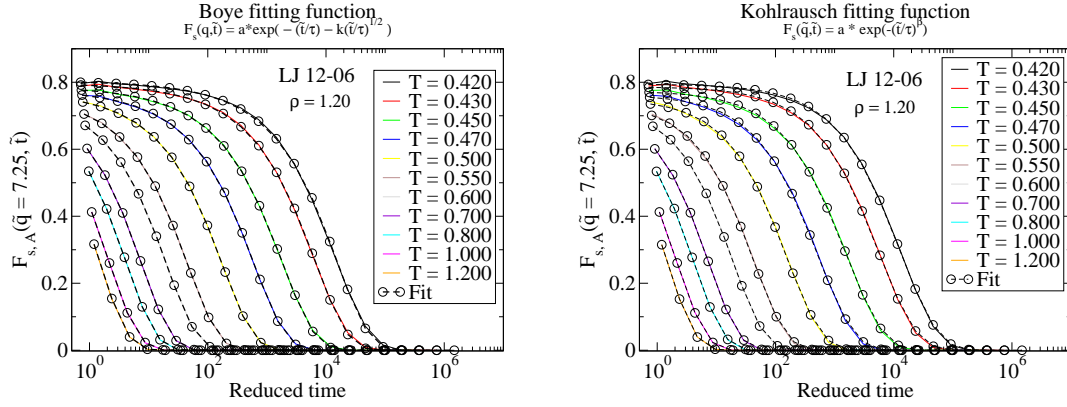 Boye fitting function
F_s(q̃,t̃) = a*exp( − (t̃/τ) − k(t̃/τ)^{1/2} )
LJ 12-06
ρ = 1.20
T = 0.420
T = 0.430
T = 0.450
T = 0.470
T = 0.500
T = 0.550
T = 0.600
T = 0.700
T = 0.800
T = 1.000
T = 1.200
Fit
F_{s, A}(q̃ = 7.25, t̃)
0.8
0.6
0.4
0.2
0
10^0
10^2
10^4
10^6
Reduced time
Kohlrausch fitting function
F_s(q̃,t̃) = a * exp(-(t̃/τ)^β)
LJ 12-06
ρ = 1.20
T = 0.420
T = 0.430
T = 0.450
T = 0.470
T = 0.500
T = 0.550
T = 0.600
T = 0.700
T = 0.800
T = 1.000
T = 1.200
Fit
F_{s, A}(q̃ = 7.25, t̃)
0.8
0.6
0.4
0.2
0
10^0
10^2
10^4
10^6
Reduced time